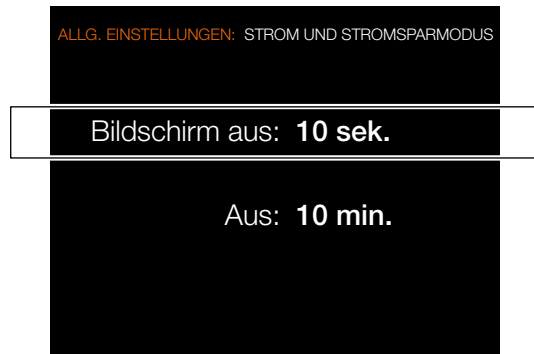 ALLG. EINSTELLUNGEN: STROM UND STROMSPARMODUS
Bildschirm aus: 10 sek.
Aus: 10 min.